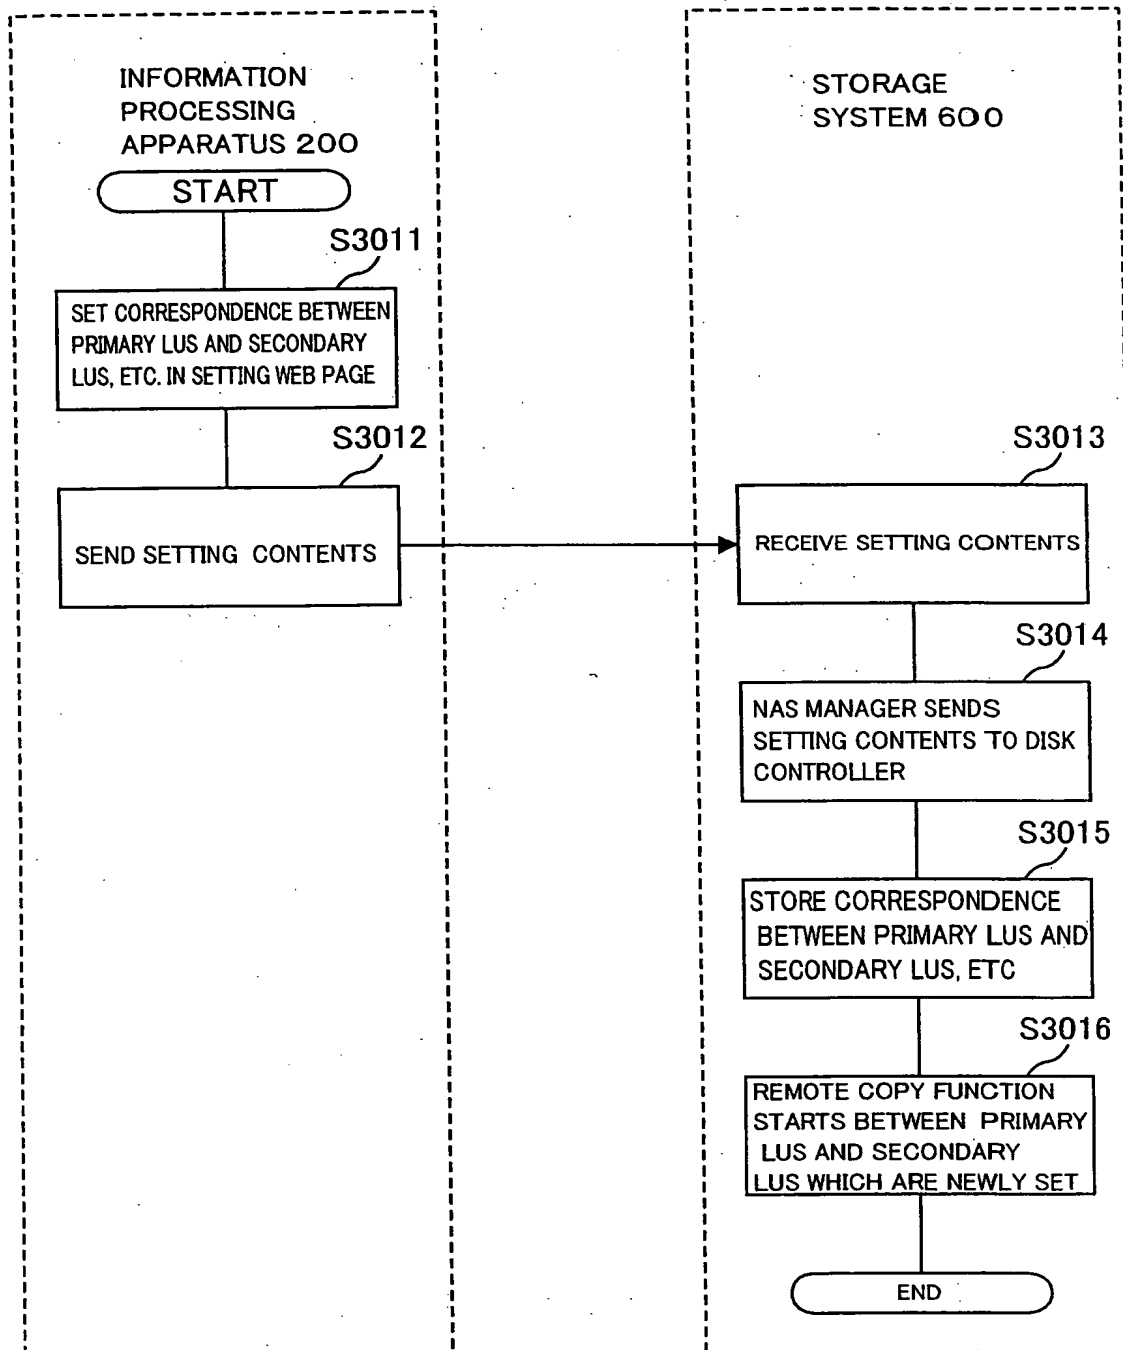 INFORMATION
PROCESSING
APPARATUS 200
START
S3011
SET CORRESPONDENCE BETWEEN
PRIMARY LUS AND SECONDARY
LUS, ETC. IN SETTING WEB PAGE
S3012
SEND SETTING CONTENTS
STORAGE
SYSTEM 600
S3013
RECEIVE SETTING CONTENTS
S3014
NAS MANAGER SENDS
SETTING CONTENTS TO DISK
CONTROLLER
S3015
STORE CORRESPONDENCE
BETWEEN PRIMARY LUS AND
SECONDARY LUS, ETC
S3016
REMOTE COPY FUNCTION
STARTS BETWEEN PRIMARY
LUS AND SECONDARY
LUS WHICH ARE NEWLY SET
END